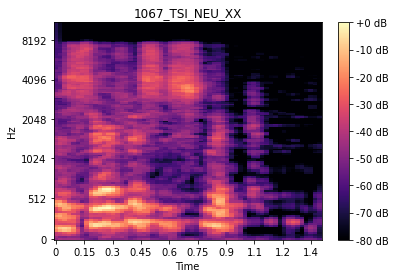 1067_TSI_NEU_XX
8192
4096
2048
1024
512
0
Hz
0 0.15 0.3 0.45 0.6 0.75 0.9 1.1 1.2 1.4
Time
+0 dB
-10 dB
-20 dB
-30 dB
-40 dB
-50 dB
-60 dB
-70 dB
-80 dB